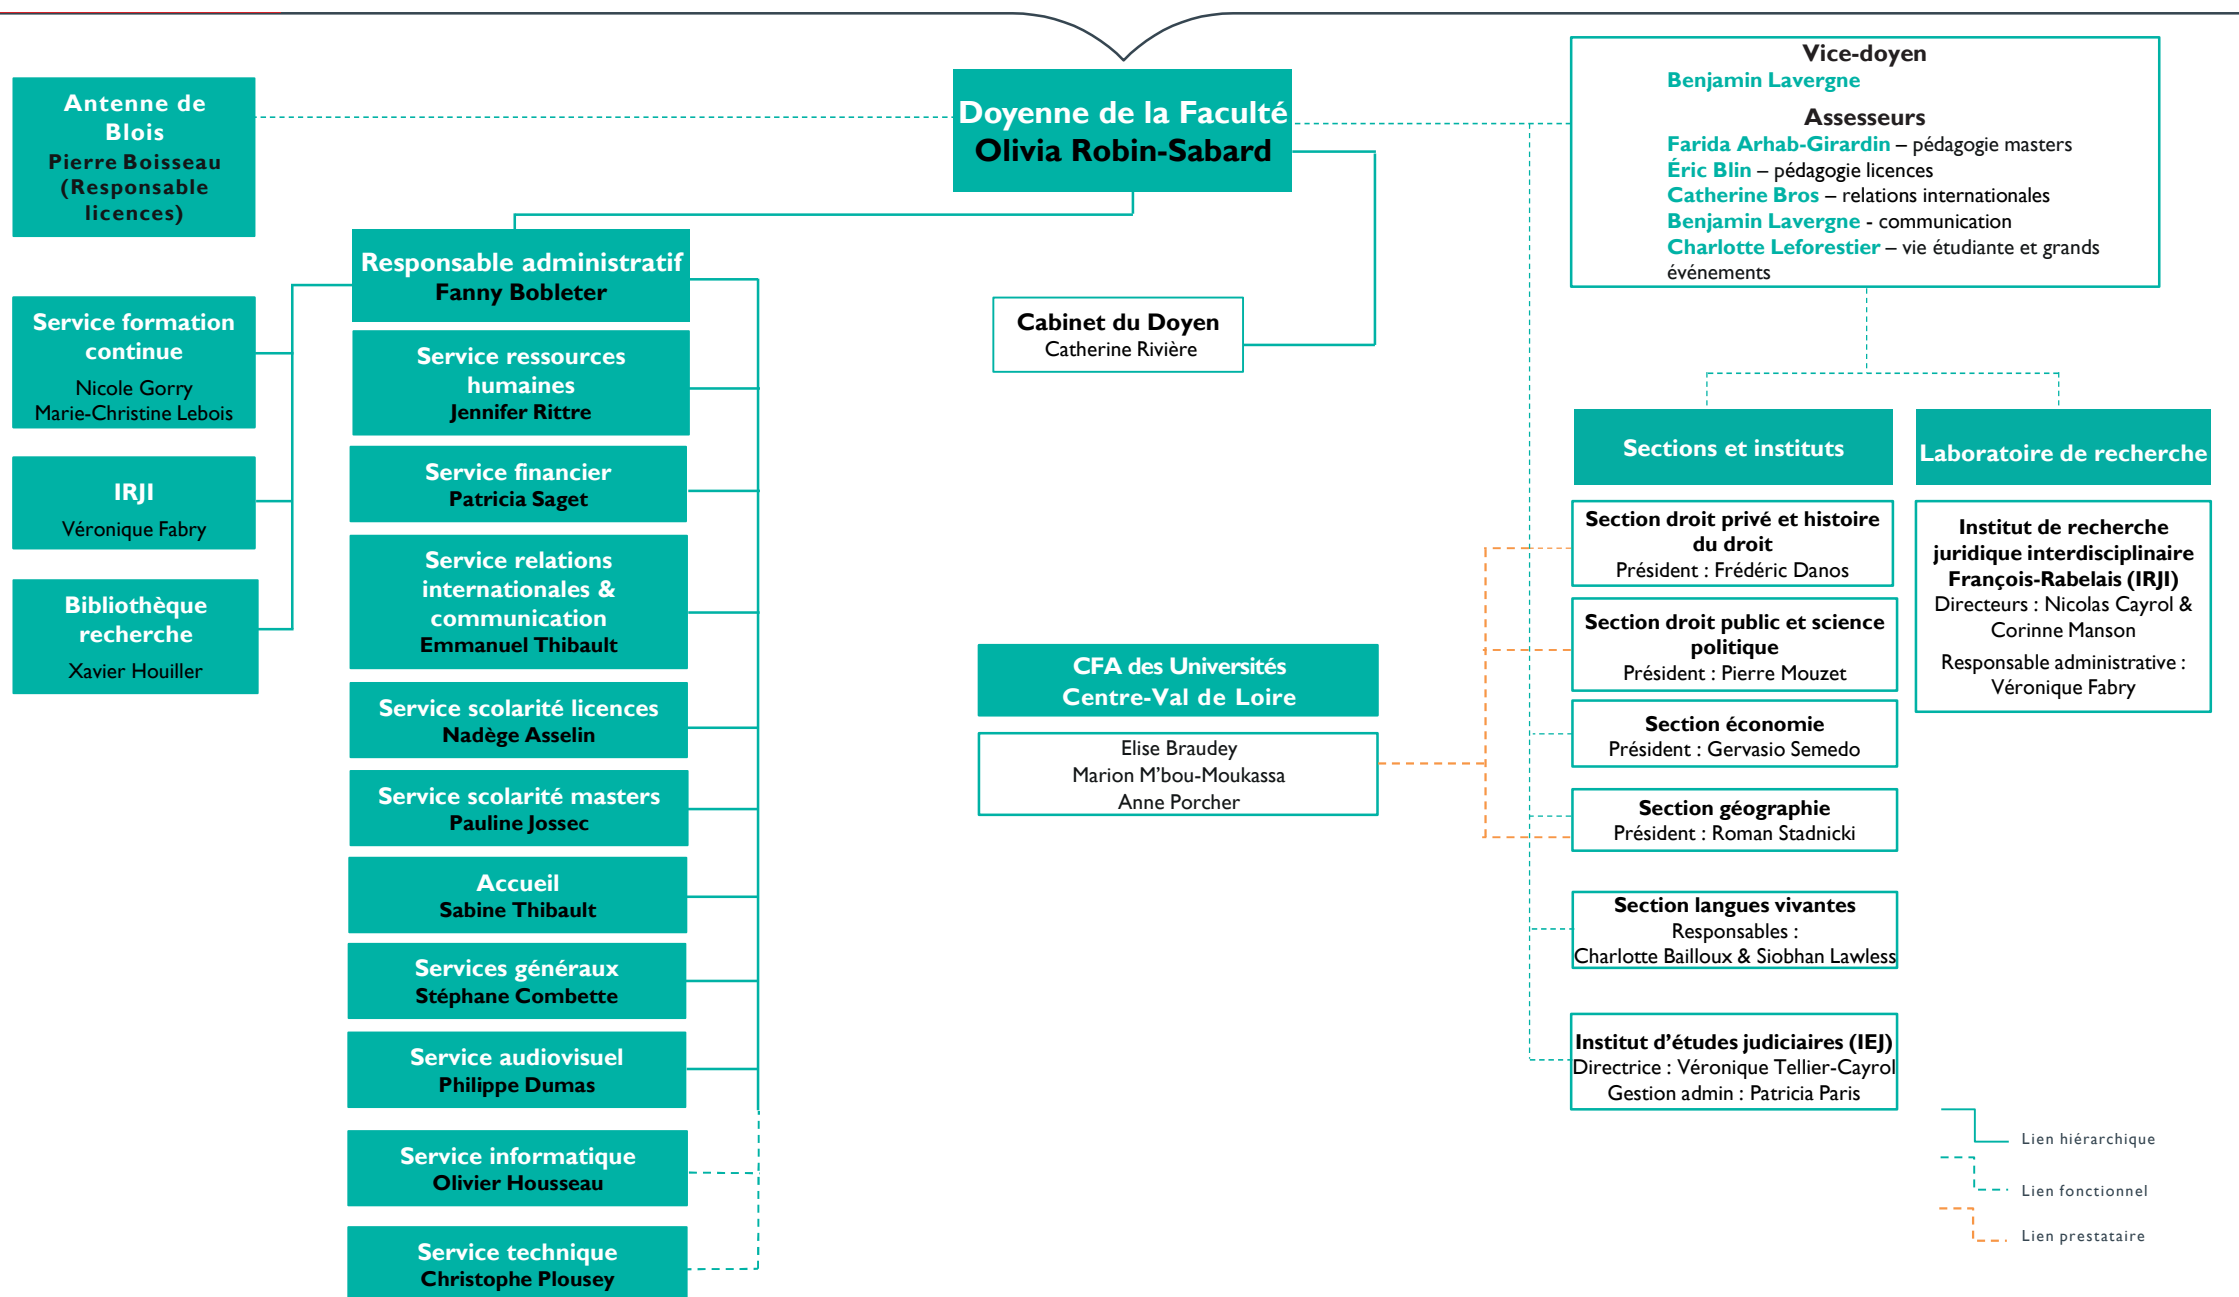 Antenne de
Blois
Pierre Boisseau
(Responsable
licences)
Doyenne de la Faculté
Olivia Robin-Sabard
Vice-doyen
Benjamin Lavergne
Assesseurs
Farida Arhab-Girardin – pédagogie masters
Éric Blin – pédagogie licences
Catherine Bros – relations internationales
Benjamin Lavergne - communication
Charlotte Leforestier – vie étudiante et grands
événements
Responsable administratif
Fanny Bobleter
Cabinet du Doyen
Catherine Rivière
Service formation
continue
Nicole Gorry
Marie-Christine Lebois
IRJI
Véronique Fabry
Bibliothèque
recherche
Xavier Houiller
Service ressources
humaines
Jennifer Rittre
Service financier
Patricia Saget
Service relations
internationales &
communication
Emmanuel Thibault
Service scolarité licences
Nadège Asselin
Service scolarité masters
Pauline Jossec
Accueil
Sabine Thibault
Services généraux
Stéphane Combette
Service audiovisuel
Philippe Dumas
Service informatique
Olivier Housseau
Service technique
Christophe Plousey
CFA des Universités
Centre-Val de Loire
Elise Braudey
Marion M’bou-Moukassa
Anne Porcher
Sections et instituts
Section droit privé et histoire
du droit
Président : Frédéric Danos
Section droit public et science
politique
Président : Pierre Mouzet
Section économie
Président : Gervasio Semedo
Section géographie
Président : Roman Stadnicki
Section langues vivantes
Responsables :
Charlotte Bailloux & Siobhan Lawless
Institut d’études judiciaires (IEJ)
Directrice : Véronique Tellier-Cayrol
Gestion admin : Patricia Paris
Laboratoire de recherche
Institut de recherche
juridique interdisciplinaire
François-Rabelais (IRJI)
Directeurs : Nicolas Cayrol &
Corinne Manson
Responsable administrative :
Véronique Fabry
Lien hiérarchique
Lien fonctionnel
Lien prestataire